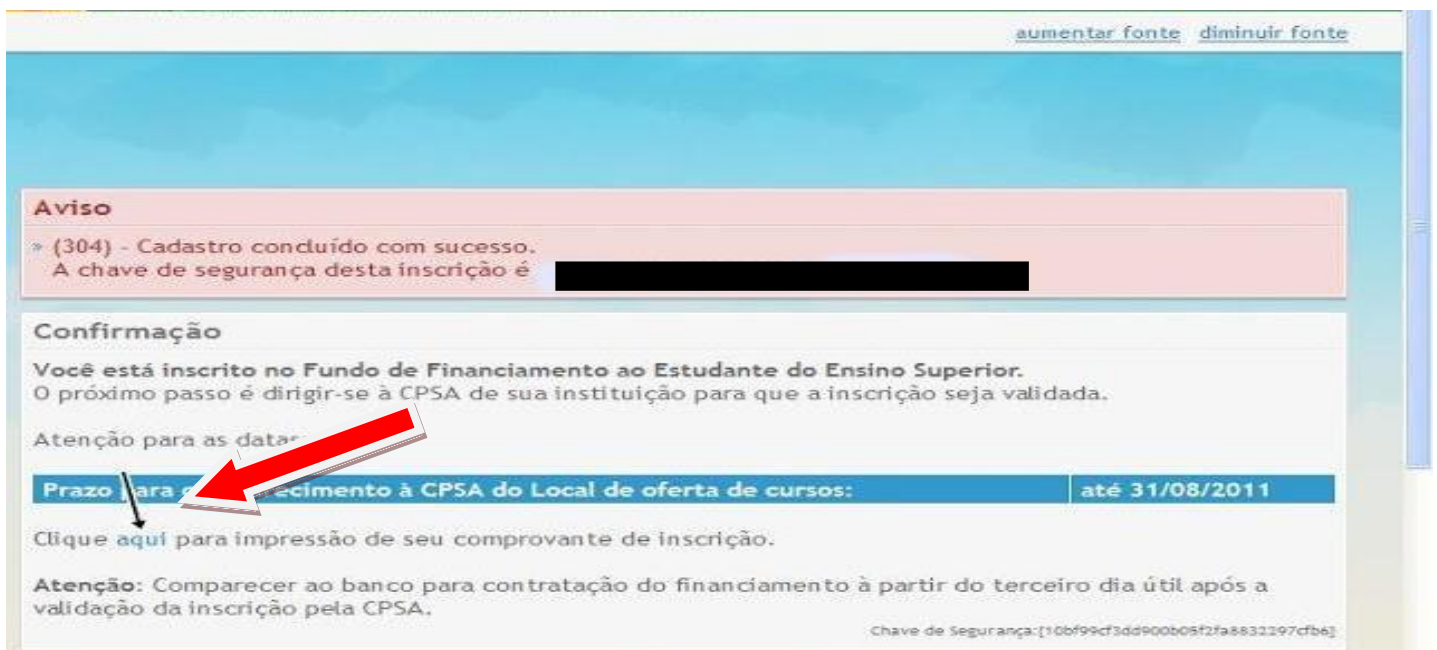 aumentar fonte diminuir fonte
Aviso
» (304) - Cadastro concluído com sucesso.
A chave de segurança desta inscrição é
Confirmação
Você está inscrito no Fundo de Financiamento ao Estudante do Ensino Superior.
O próximo passo é dirigir-se à CPSA de sua instituição para que a inscrição seja validada.
Atenção para as datas
Prazo para à CPSA do Local de oferta de cursos: até 31/08/2011
Clique aqui para impressão de seu comprovante de inscrição.
Atenção: Comparecer ao banco para contratação do financiamento à partir do terceiro dia útil após a
validação da inscrição pela CPSA.
Chave de Segurança: